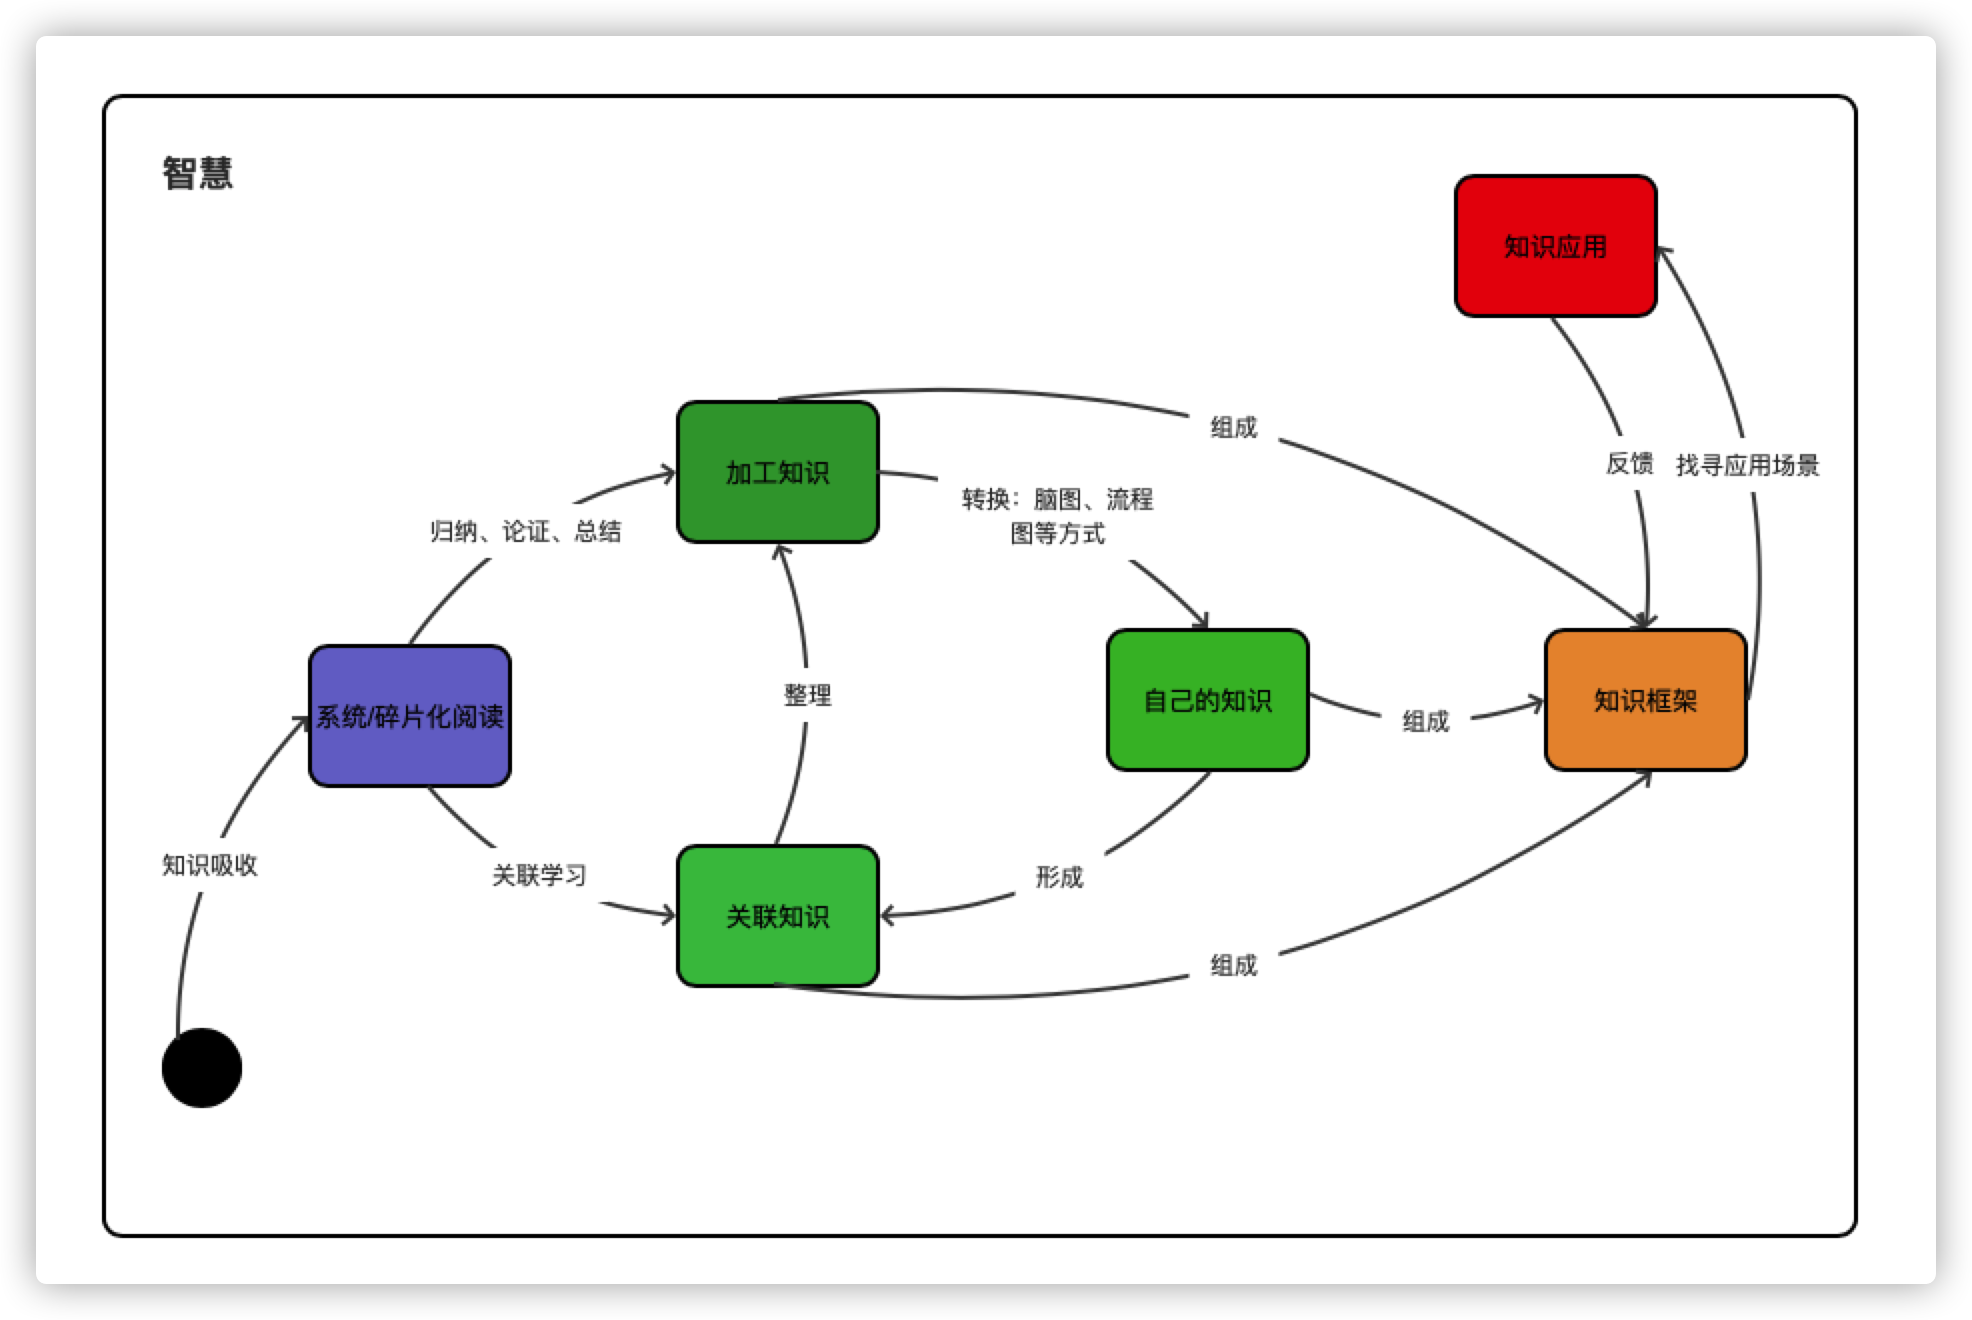 智慧
知识应用
组成
反馈
找寻应用场景
加工知识
转换：脑图、流程
图等方式
归纳、论证、总结
整理
系统/碎片化阅读
自己的知识
组成
知识框架
知识吸收
关联学习
关联知识
形成
组成